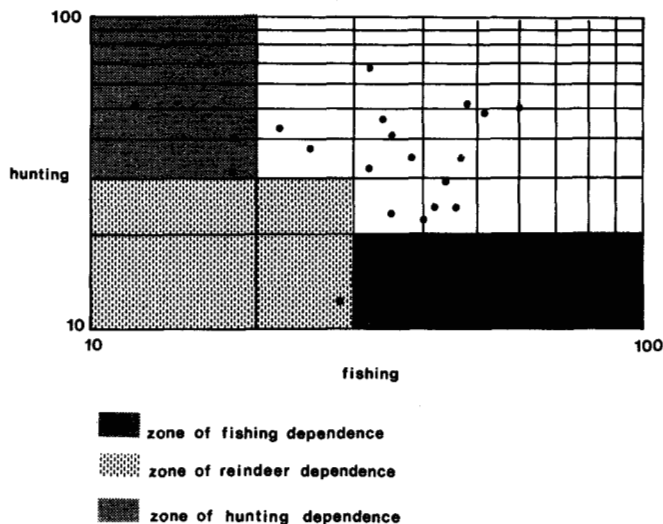 100
hunting
10
10
100
fishing
zone of fishing dependence
zone of reindeer dependence
zone of hunting dependence